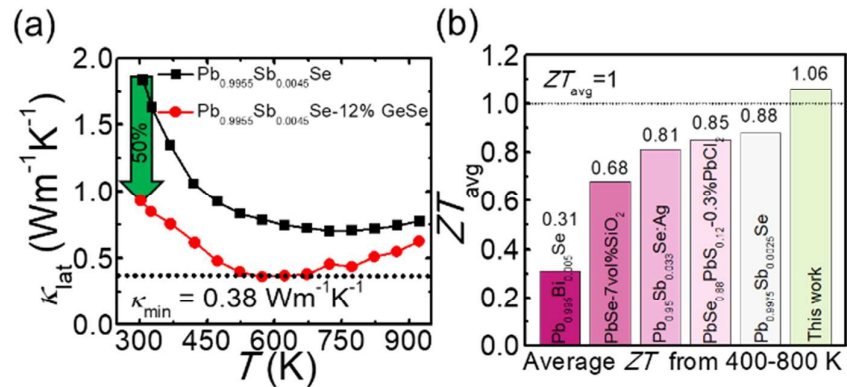 (a)
κlat (Wm-1K-1)
2.0
1.5
1.0
0.5
0.0
50%
Pb0.9955Sb0.0045Se
Pb0.9955Sb0.0045Se-12% GeSe
κmin = 0.38 Wm-1K-1
300 450 600 750 900
T (K)
(b)
ZTavg
1.2
1.0
0.8
0.6
0.4
0.2
0.0
ZTavg=1
0.31
0.68
0.81
0.85
0.88
1.06
Pb0.995Bi0.005Se
PbSe-7vol%SiO2
Pb0.95Sb0.033Se:Ag
PbSe0.88PbS0.12-0.3%PbCl2
Pb0.9975Sb0.0025Se
This work
Average ZT from 400-800 K